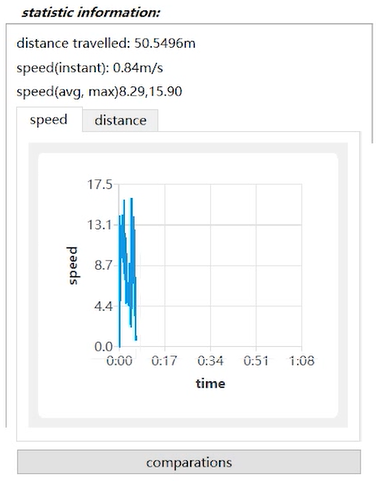 statistic information:
distance travelled: 50.5496m
speed(instant): 0.84m/s
speed(avg, max)8.29,15.90
speed distance
17.5
13.1
8.7
4.4
0.0
speed
0:00 0:17 0:34 0:51 1:08
time
comparations